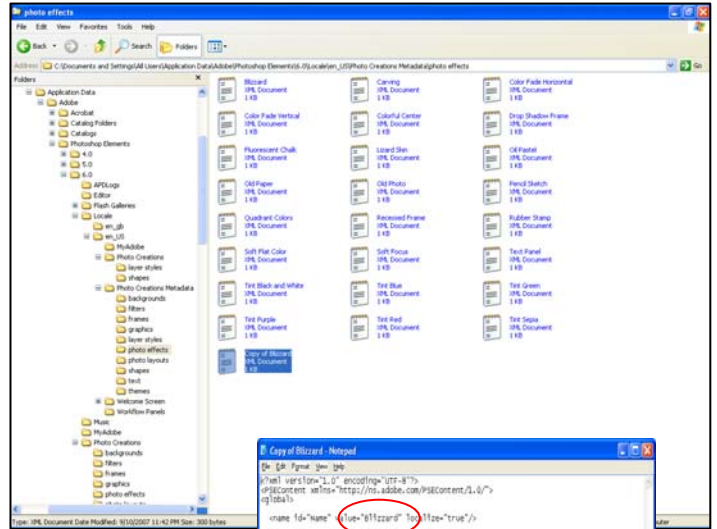 photo effects
File Edit View Favorites Tools Help
Back Search Folders
Address C:\Documents and Settings\All Users\Application Data\Adobe\Photoshop Elements\6.0\Locale\en_US\Photo Creations Metadata\photo effects Go
Folders
Application Data
Adobe
Acrobat
Catalog Folders
Catalogs
Photoshop Elements
4.0
5.0
6.0
APDLogs
Editor
Flash Galleries
Locale
en_gb
en_US
MyAdobe
Photo Creations
layer styles
shapes
Photo Creations Metadata
backgrounds
filters
frames
graphics
layer styles
photo effects
photo layouts
shapes
text
themes
Welcome Screen
Workflow Panels
Music
MyAdobe
Photo Creations
backgrounds
filters
frames
graphics
photo effects
Blizzard Carving Color Fade Horizontal
XML Document XML Document XML Document
1 KB 1 KB 1 KB
Color Fade Vertical Colorful Center Drop Shadow Frame
XML Document XML Document XML Document
1 KB 1 KB 1 KB
Fluorescent Chalk Lizard Skin Oil Pastel
XML Document XML Document XML Document
1 KB 1 KB 1 KB
Old Paper Old Photo Pencil Sketch
XML Document XML Document XML Document
1 KB 1 KB 1 KB
Quadrant Colors Recessed Frame Rubber Stamp
XML Document XML Document XML Document
1 KB 1 KB 1 KB
Soft Flat Color Soft Focus Text Panel
XML Document XML Document XML Document
1 KB 1 KB 1 KB
Tint Black and White Tint Blue Tint Green
XML Document XML Document XML Document
1 KB 1 KB 1 KB
Tint Purple Tint Red Tint Sepia
XML Document XML Document XML Document
1 KB 1 KB 1 KB
Copy of Blizzard
XML Document
1 KB
Copy of Blizzard - Notepad
File Edit Format View Help
<?xml version="1.0" encoding="UTF-8"?>
<PSEContent xmlns="http://ns.adobe.com/PSEContent/1.0/">
<global>
<name id="Name" value="Blizzard" localize="true"/>
Type: XML Document Date Modified: 9/10/2007 11:42 PM Size: 300 bytes